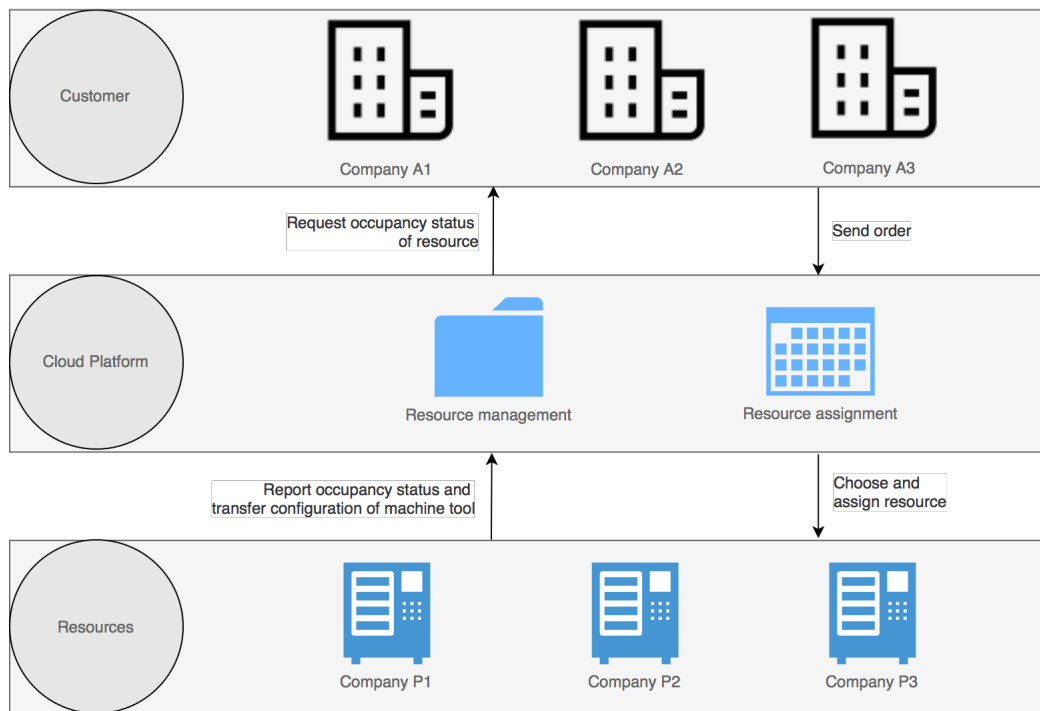 Customer
Company A1
Company A2
Company A3
Request occupancy status
of resource
Send order
Cloud Platform
Resource management
Resource assignment
Report occupancy status and
transfer configuration of machine tool
Choose and
assign resource
Resources
Company P1
Company P2
Company P3